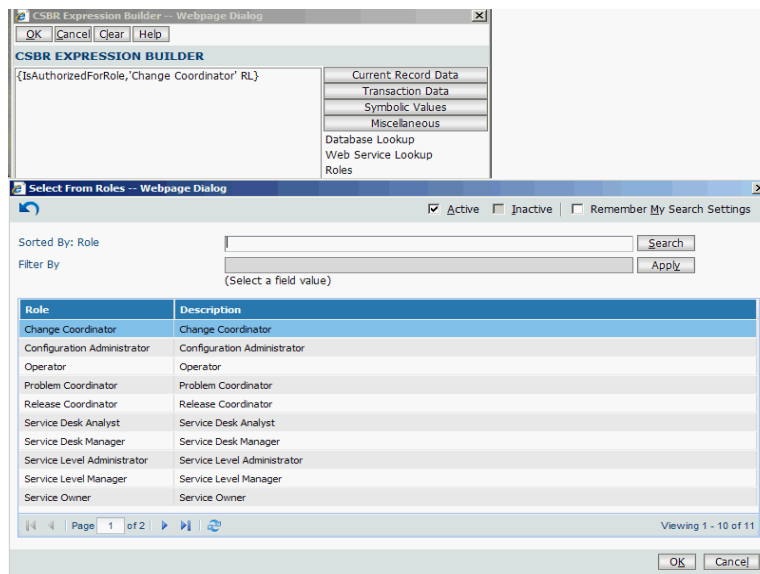 CSBR Expression Builder -- Webpage Dialog
OK Cancel Clear Help
CSBR EXPRESSION BUILDER
{IsAuthorizedForRole,'Change Coordinator' RL}
Current Record Data
Transaction Data
Symbolic Values
Miscellaneous
Database Lookup
Web Service Lookup
Roles
Select From Roles -- Webpage Dialog
Active Inactive Remember My Search Settings
Sorted By: Role Search
Filter By Apply
(Select a field value)
Role Description
Change Coordinator Change Coordinator
Configuration Administrator Configuration Administrator
Operator Operator
Problem Coordinator Problem Coordinator
Release Coordinator Release Coordinator
Service Desk Analyst Service Desk Analyst
Service Desk Manager Service Desk Manager
Service Level Administrator Service Level Administrator
Service Level Manager Service Level Manager
Service Owner Service Owner
Page 1 of 2 Viewing 1 - 10 of 11
OK Cancel